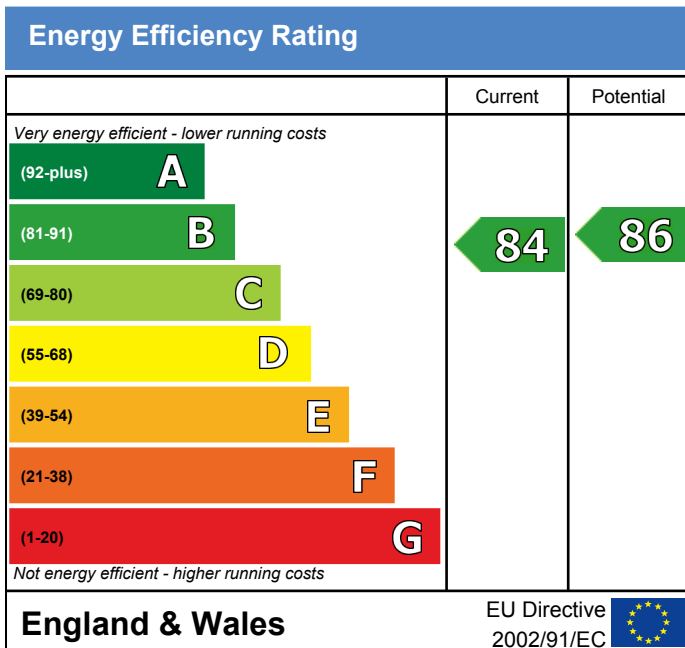 Energy Efficiency Rating
Current Potential
Very energy efficient - lower running costs
(92-plus) A
(81-91) B 84 86
(69-80) C
(55-68) D
(39-54) E
(21-38) F
(1-20) G
Not energy efficient - higher running costs
England & Wales EU Directive
2002/91/EC